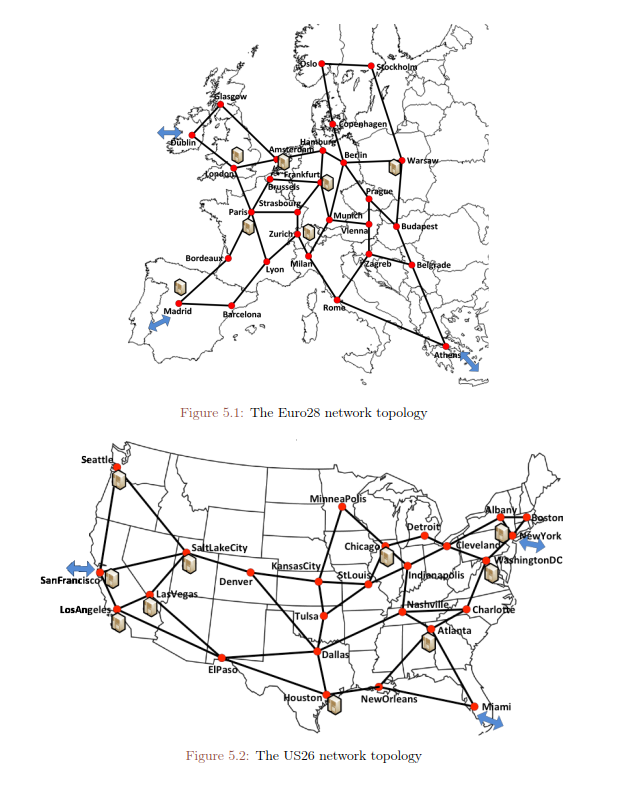 Oslo
Stockholm
Glasgow
Copenhagen
Dublin
Hamburg
Amsterdam
Berlin
Warsaw
London
Frankfurt
Brussels
Prague
Strasbourg
Paris
Munich
Vienna
Budapest
Zurich
Bordeaux
Lyon
Milan
Zagreb
Belgrade
Madrid
Barcelona
Rome
Athens
Figure 5.1: The Euro28 network topology
Seattle
MinneaPolis
Albany
Boston
Detroit
NewYork
Chicago
Cleveland
SaltLakeCity
WashingtonDC
KansasCity
SanFrancisco
Denver
StLouis
Indianapolis
LasVegas
LosAngeles
Nashville
Charlotte
Tulsa
Atlanta
Dallas
ElPaso
Houston
NewOrleans
Miami
Figure 5.2: The US26 network topology